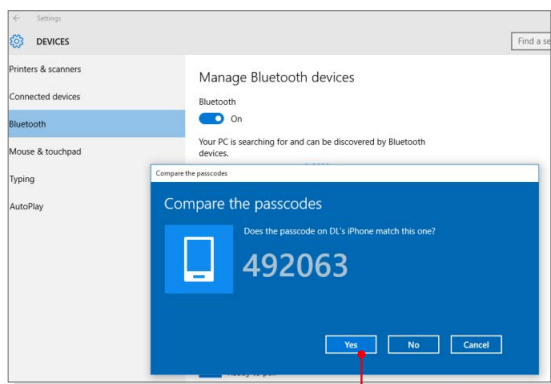 Settings
DEVICES
Find a se
Printers & scanners
Connected devices
Bluetooth
Mouse & touchpad
Typing
AutoPlay
Manage Bluetooth devices
Bluetooth
On
Your PC is searching for and can be discovered by Bluetooth
devices.
Compare the passcodes
Compare the passcodes
Does the passcode on DL's iPhone match this one?
492063
Yes
No
Cancel